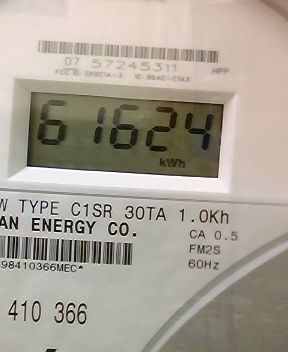 07 57245311
HPP
61624
kWh
W TYPE C1SR 30TA 1.0Kh
AN ENERGY CO.
CA 0.5
FM2S
60Hz
98410366MEC*
410 366